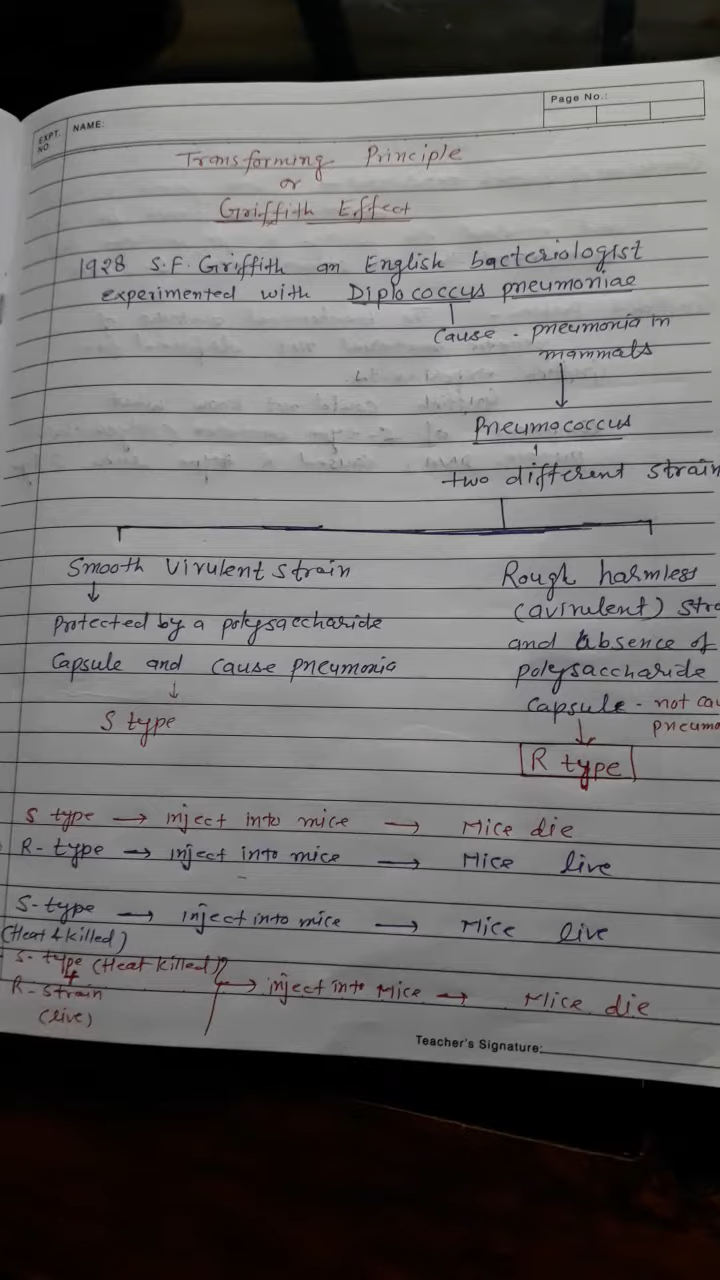 EXPT. NO.
NAME:
Page No.:
Transforming Principle
or
Griffith Effect
1928 S.F. Griffith an English bacteriologist
experimented with Diplococcus pneumoniae
Cause - pneumonia in
mammals
Pneumococcus
two different strain
Smooth Virulent strain
Protected by a polysaccharide
Capsule and cause pneumonia
S type
Rough harmless
(avirulent)
and Absence of
polysaccharide
Capsule - not
R type
S type → inject into mice → Mice die
R-type → inject into mice → Mice live
S-type → inject into mice → Mice live
(Heat & killed)
S-type (Heat killed)
+
R-strain
(live)
→ inject into Mice → Mice die
Teacher's Signature: